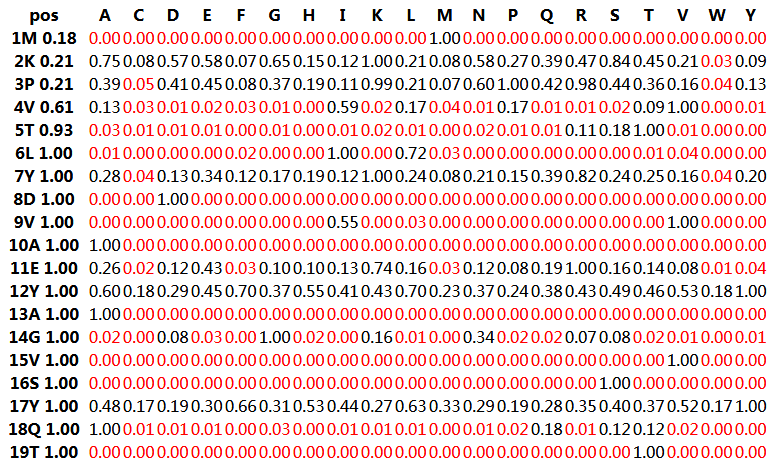 pos A C D E F G H I K L M N P Q R S T V W Y
1M 0.18 0.00 0.00 0.00 0.00 0.00 0.00 0.00 0.00 0.00 0.00 1.00 0.00 0.00 0.00 0.00 0.00 0.00 0.00 0.00 0.00
2K 0.21 0.75 0.08 0.57 0.58 0.07 0.65 0.15 0.12 1.00 0.21 0.08 0.58 0.27 0.39 0.47 0.84 0.45 0.21 0.03 0.09
3P 0.21 0.39 0.05 0.41 0.45 0.08 0.37 0.19 0.11 0.99 0.21 0.07 0.60 1.00 0.42 0.98 0.44 0.36 0.16 0.04 0.13
4V 0.61 0.13 0.03 0.01 0.02 0.03 0.01 0.00 0.59 0.02 0.17 0.04 0.01 0.17 0.01 0.01 0.02 0.09 1.00 0.00 0.01
5T 0.93 0.03 0.01 0.01 0.01 0.00 0.01 0.00 0.01 0.02 0.01 0.00 0.02 0.01 0.01 0.11 0.18 1.00 0.01 0.00 0.00
6L 1.00 0.01 0.00 0.00 0.00 0.02 0.00 0.00 1.00 0.00 0.72 0.03 0.00 0.00 0.00 0.00 0.00 0.01 0.04 0.00 0.00
7Y 1.00 0.28 0.04 0.13 0.34 0.12 0.17 0.19 0.12 1.00 0.24 0.08 0.21 0.15 0.39 0.82 0.24 0.25 0.16 0.04 0.20
8D 1.00 0.00 0.00 1.00 0.00 0.00 0.00 0.00 0.00 0.00 0.00 0.00 0.00 0.00 0.00 0.00 0.00 0.00 0.00 0.00 0.00
9V 1.00 0.00 0.00 0.00 0.00 0.00 0.00 0.00 0.55 0.00 0.03 0.00 0.00 0.00 0.00 0.00 0.00 0.00 1.00 0.00 0.00
10A 1.00 1.00 0.00 0.00 0.00 0.00 0.00 0.00 0.00 0.00 0.00 0.00 0.00 0.00 0.00 0.00 0.00 0.00 0.00 0.00 0.00
11E 1.00 0.26 0.02 0.12 0.43 0.03 0.10 0.10 0.13 0.74 0.16 0.03 0.12 0.08 0.19 1.00 0.16 0.14 0.08 0.01 0.04
12Y 1.00 0.60 0.18 0.29 0.45 0.70 0.37 0.55 0.41 0.43 0.70 0.23 0.37 0.24 0.38 0.43 0.49 0.46 0.53 0.18 1.00
13A 1.00 1.00 0.00 0.00 0.00 0.00 0.00 0.00 0.00 0.00 0.00 0.00 0.00 0.00 0.00 0.00 0.00 0.00 0.00 0.00 0.00
14G 1.00 0.02 0.00 0.08 0.03 0.00 1.00 0.02 0.00 0.16 0.01 0.00 0.34 0.02 0.02 0.07 0.08 0.02 0.01 0.00 0.01
15V 1.00 0.00 0.00 0.00 0.00 0.00 0.00 0.00 0.00 0.00 0.00 0.00 0.00 0.00 0.00 0.00 0.00 0.00 1.00 0.00 0.00
16S 1.00 0.00 0.00 0.00 0.00 0.00 0.00 0.00 0.00 0.00 0.00 0.00 0.00 0.00 0.00 0.00 1.00 0.00 0.00 0.00 0.00
17Y 1.00 0.48 0.17 0.19 0.30 0.66 0.31 0.53 0.44 0.27 0.63 0.33 0.29 0.19 0.28 0.35 0.40 0.37 0.52 0.17 1.00
18Q 1.00 1.00 0.01 0.01 0.01 0.00 0.03 0.00 0.01 0.01 0.01 0.00 0.01 0.02 0.18 0.01 0.12 0.12 0.02 0.00 0.00
19T 1.00 0.00 0.00 0.00 0.00 0.00 0.00 0.00 0.00 0.00 0.00 0.00 0.00 0.00 0.00 0.00 0.00 1.00 0.00 0.00 0.00